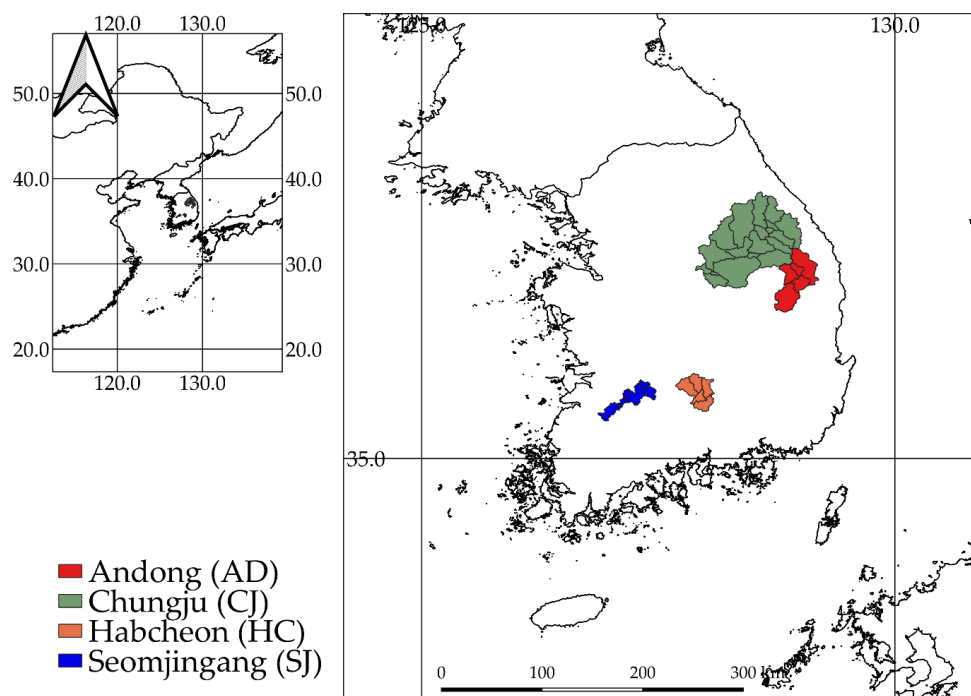 120.0 130.0
50.0 50.0
40.0 40.0
30.0 30.0
20.0 20.0
120.0 130.0
125.0 130.0
35.0
Andong (AD)
Chungju (CJ)
Habcheon (HC)
Seomjingang (SJ)
0 100 200 300 km